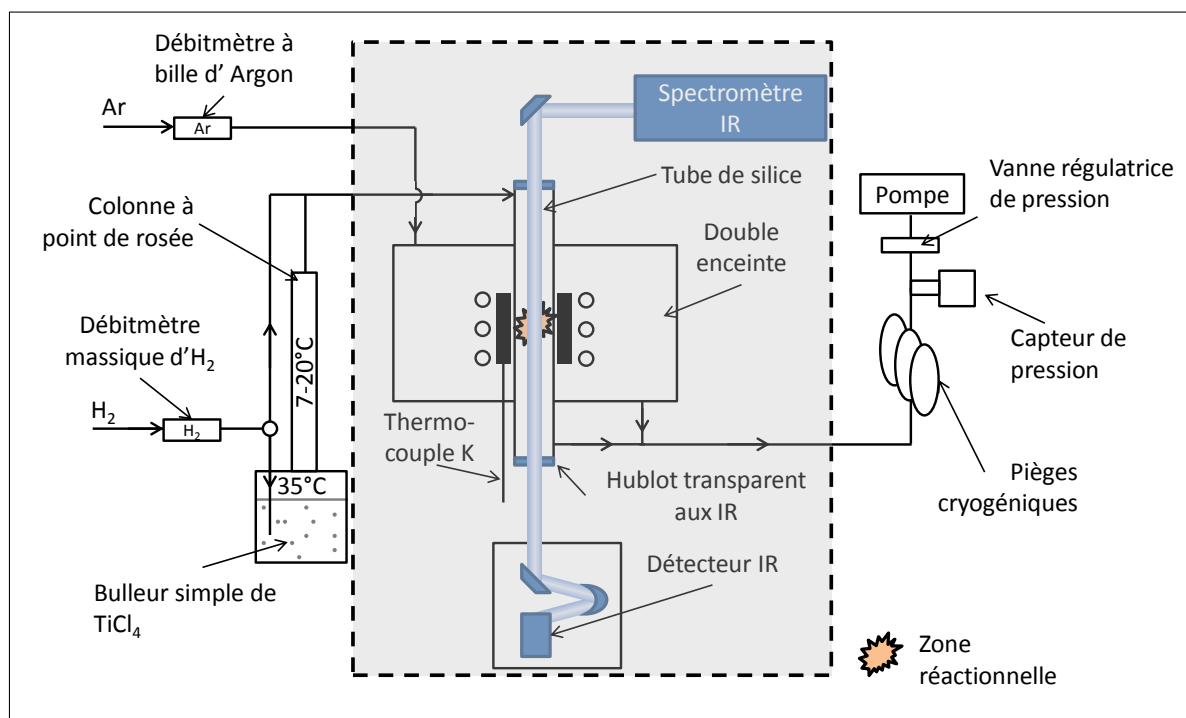 Débitmètre à
bille d' Argon
Ar
Ar
Spectromètre
IR
Tube de silice
Vanne régulatrice
de pression
Pompe
Colonne à
point de rosée
Double
enceinte
Débitmètre
massique d'H₂
7-20°C
Capteur de
pression
H₂
H₂
Thermo-
couple K
35°C
Hublot transparent
aux IR
Pièges
cryogéniques
Bulleur simple de
TiCl₄
Détecteur IR
Zone
réactionnelle